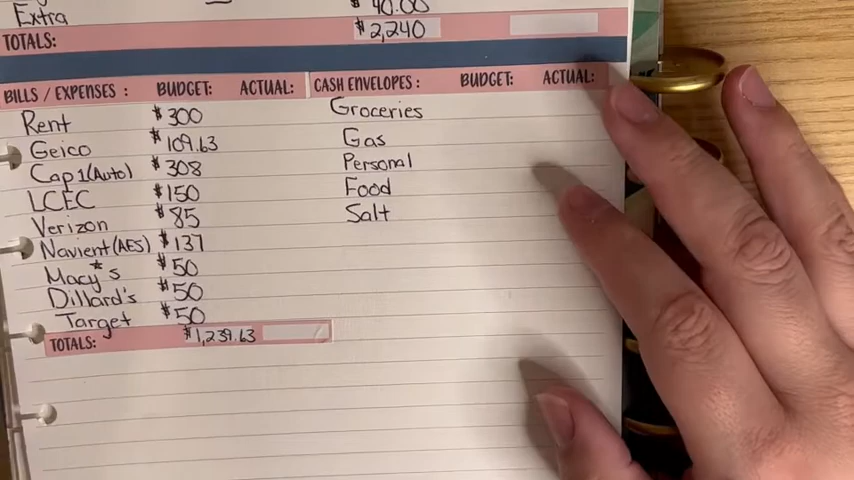 Extra $40.00
TOTALS: $2,240
BILLS / EXPENSES : BUDGET: ACTUAL: CASH ENVELOPES : BUDGET: ACTUAL:
Rent $300 Groceries
Geico $109.63 Gas
Cap1(Auto) $308 Personal
LCEC $150 Food
Verizon $85 Salt
Navient(AES) $137
Macy*s $50
Dillard's $50
Target $50
TOTALS: $1,239.63